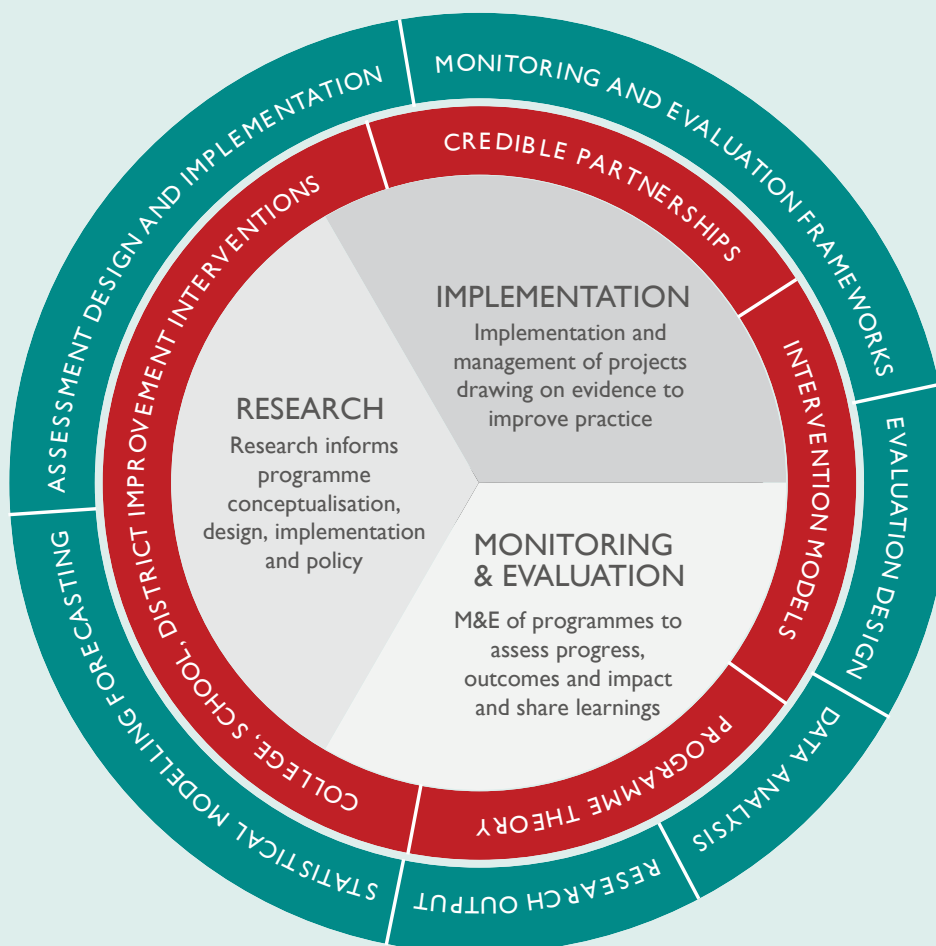 MONITORING AND EVALUATION FRAMEWORKS
EVALUATION DESIGN
DATA ANALYSIS
RESEARCH OUTPUT
STATISTICAL MODELLING FORECASTING
ASSESSMENT DESIGN AND IMPLEMENTATION
CREDIBLE PARTNERSHIPS
INTERVENTION MODELS
PROGRAMME THEORY
COLLEGE, SCHOOL, DISTRICT IMPROVEMENT INTERVENTIONS
IMPLEMENTATION
Implementation and
management of projects
drawing on evidence to
improve practice
RESEARCH
Research informs
programme
conceptualisation,
design, implementation
and policy
MONITORING
& EVALUATION
M&E of programmes to
assess progress,
outcomes and impact
and share learnings